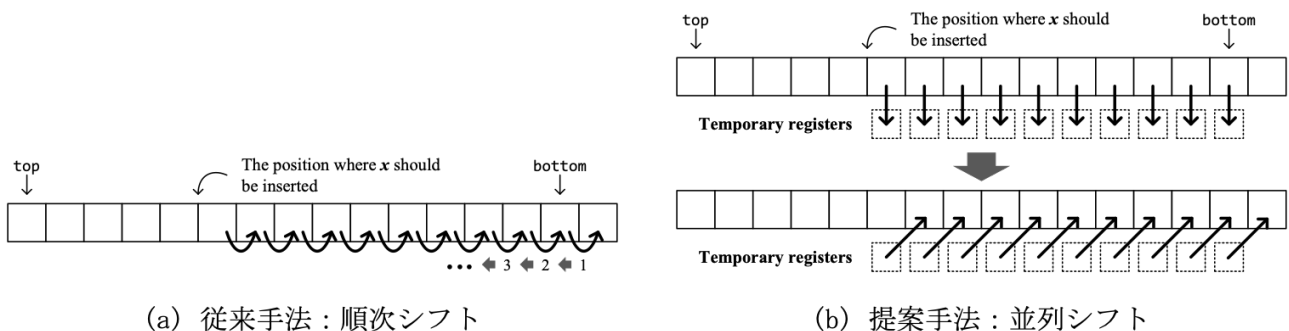 top
The position where x should
be inserted
bottom
••• 3 2 1
(a) 従来手法：順次シフト
top
The position where x should
be inserted
bottom
Temporary registers
Temporary registers
(b) 提案手法：並列シフト